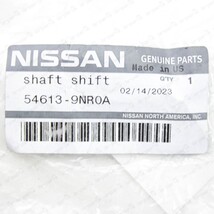 NISSAN GENUINE PARTS
Made in US
shaft shift QTY 1
54613-9NR0A 02/14/2023
NISSAN NORTH AMERICA, INC.